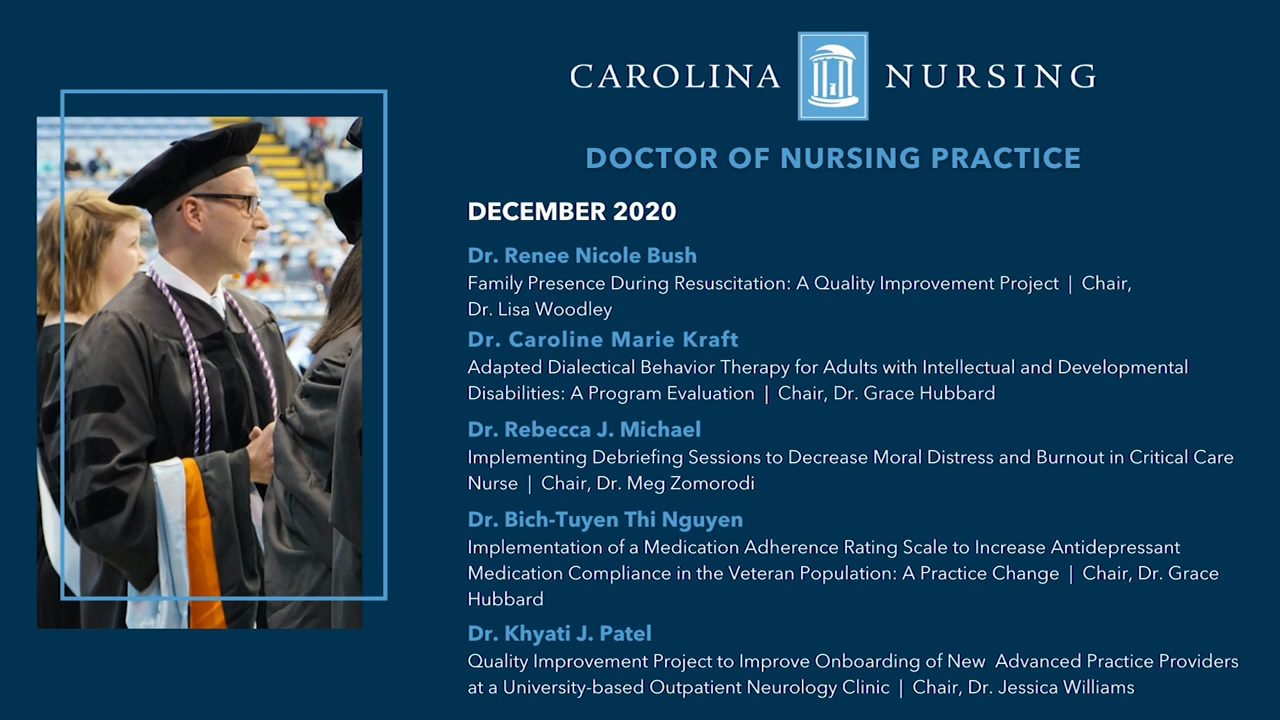 CAROLINA NURSING
DOCTOR OF NURSING PRACTICE
DECEMBER 2020
Dr. Renee Nicole Bush
Family Presence During Resuscitation: A Quality Improvement Project | Chair,
Dr. Lisa Woodley
Dr. Caroline Marie Kraft
Adapted Dialectical Behavior Therapy for Adults with Intellectual and Developmental
Disabilities: A Program Evaluation | Chair, Dr. Grace Hubbard
Dr. Rebecca J. Michael
Implementing Debriefing Sessions to Decrease Moral Distress and Burnout in Critical Care
Nurse | Chair, Dr. Meg Zomorodi
Dr. Bich-Tuyen Thi Nguyen
Implementation of a Medication Adherence Rating Scale to Increase Antidepressant
Medication Compliance in the Veteran Population: A Practice Change | Chair, Dr. Grace
Hubbard
Dr. Khyati J. Patel
Quality Improvement Project to Improve Onboarding of New  Advanced Practice Providers
at a University-based Outpatient Neurology Clinic | Chair, Dr. Jessica Williams